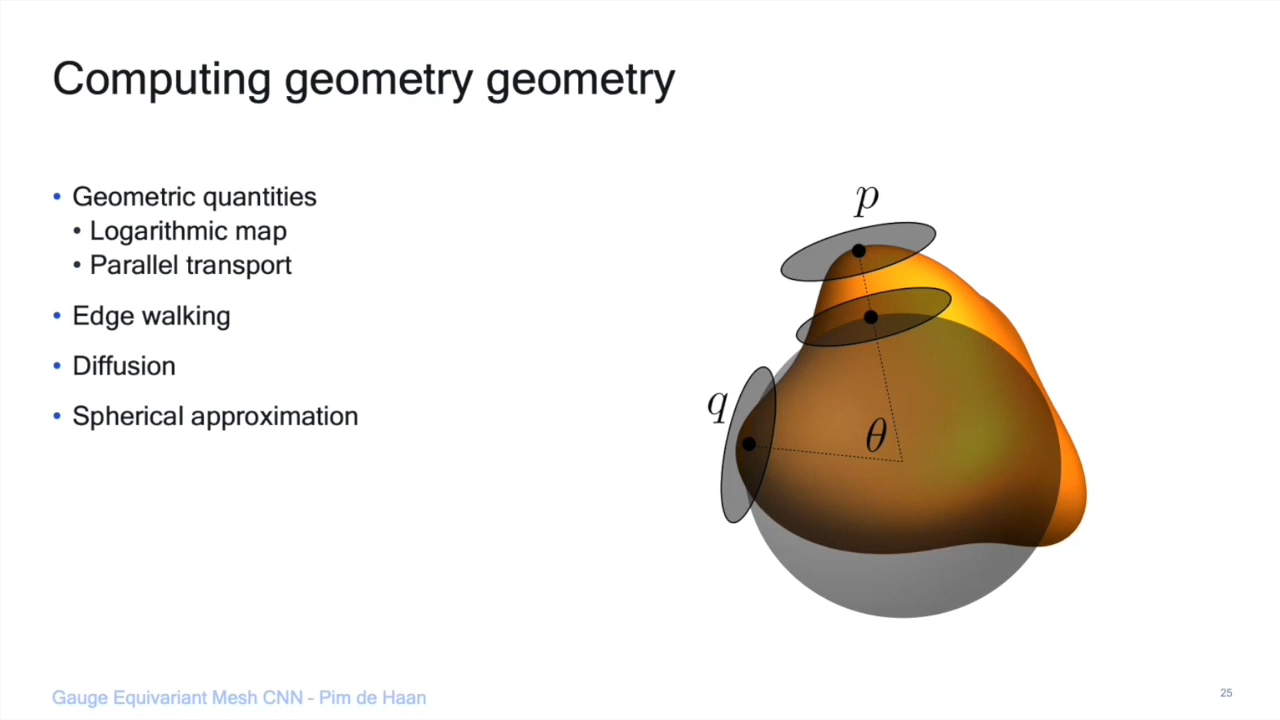 Computing geometry geometry
• Geometric quantities
• Logarithmic map
• Parallel transport
• Edge walking
• Diffusion
• Spherical approximation
p
q
θ
Gauge Equivariant Mesh CNN - Pim de Haan
25